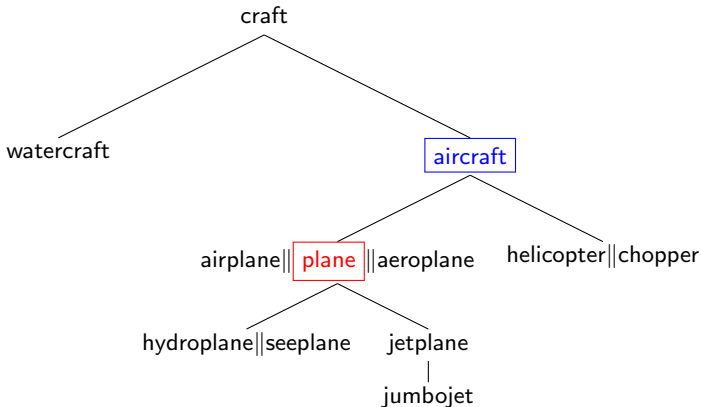 craft
watercraft
aircraft
airplane||plane||aeroplane
helicopter||chopper
hydroplane||seeplane
jetplane
jumbojet